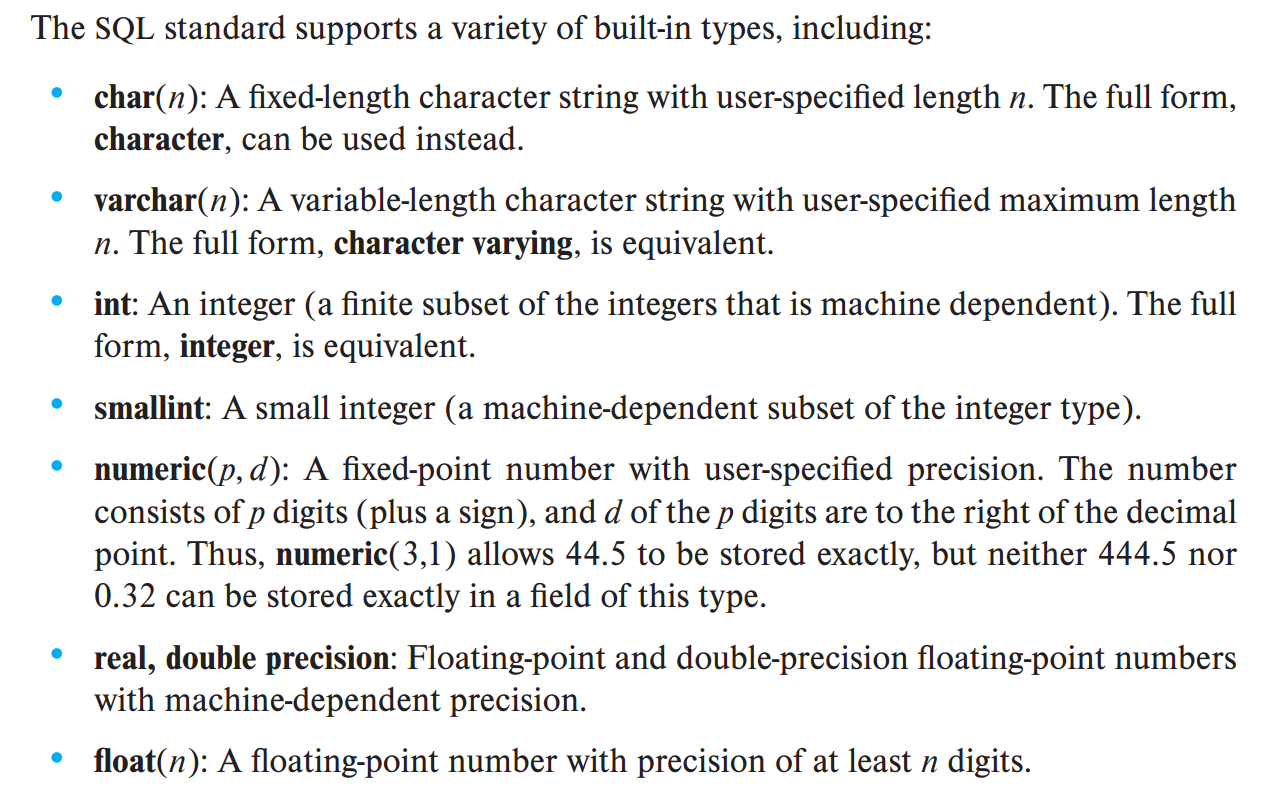 The SQL standard supports a variety of built-in types, including:
• char(n): A fixed-length character string with user-specified length n. The full form,
character, can be used instead.
• varchar(n): A variable-length character string with user-specified maximum length
n. The full form, character varying, is equivalent.
• int: An integer (a finite subset of the integers that is machine dependent). The full
form, integer, is equivalent.
• smallint: A small integer (a machine-dependent subset of the integer type).
• numeric(p, d): A fixed-point number with user-specified precision. The number
consists of p digits (plus a sign), and d of the p digits are to the right of the decimal
point. Thus, numeric(3,1) allows 44.5 to be stored exactly, but neither 444.5 nor
0.32 can be stored exactly in a field of this type.
• real, double precision: Floating-point and double-precision floating-point numbers
with machine-dependent precision.
• float(n): A floating-point number with precision of at least n digits.